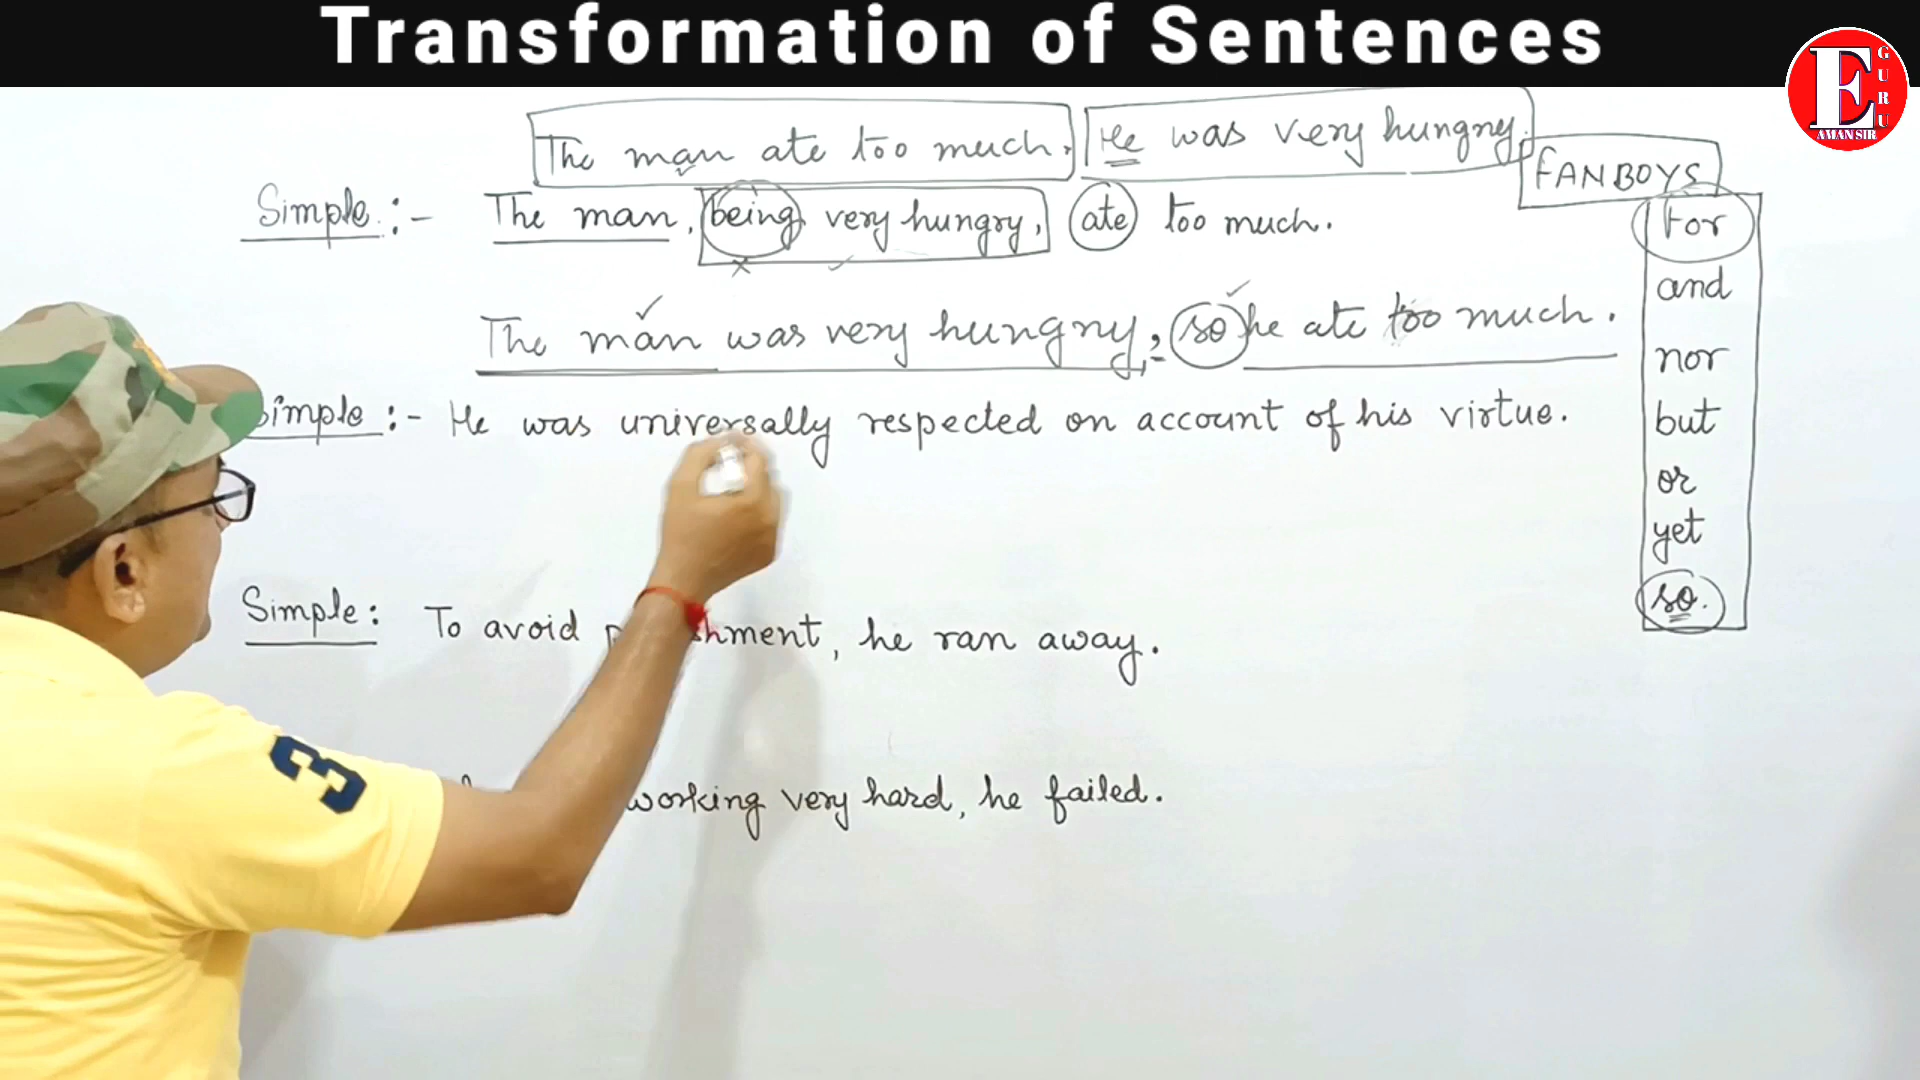 Transformation of Sentences
E GURU
AMAN SIR
The man ate too much. He was very hungry.
FANBOYS
Simple :- The man, being very hungry, ate too much.
The man was very hungry, so he ate too much.
Simple :- He was universally respected on account of his virtue.
Simple: To avoid he ran away.
working very hard, he failed.
For
and
nor
but
or
yet
so.
3